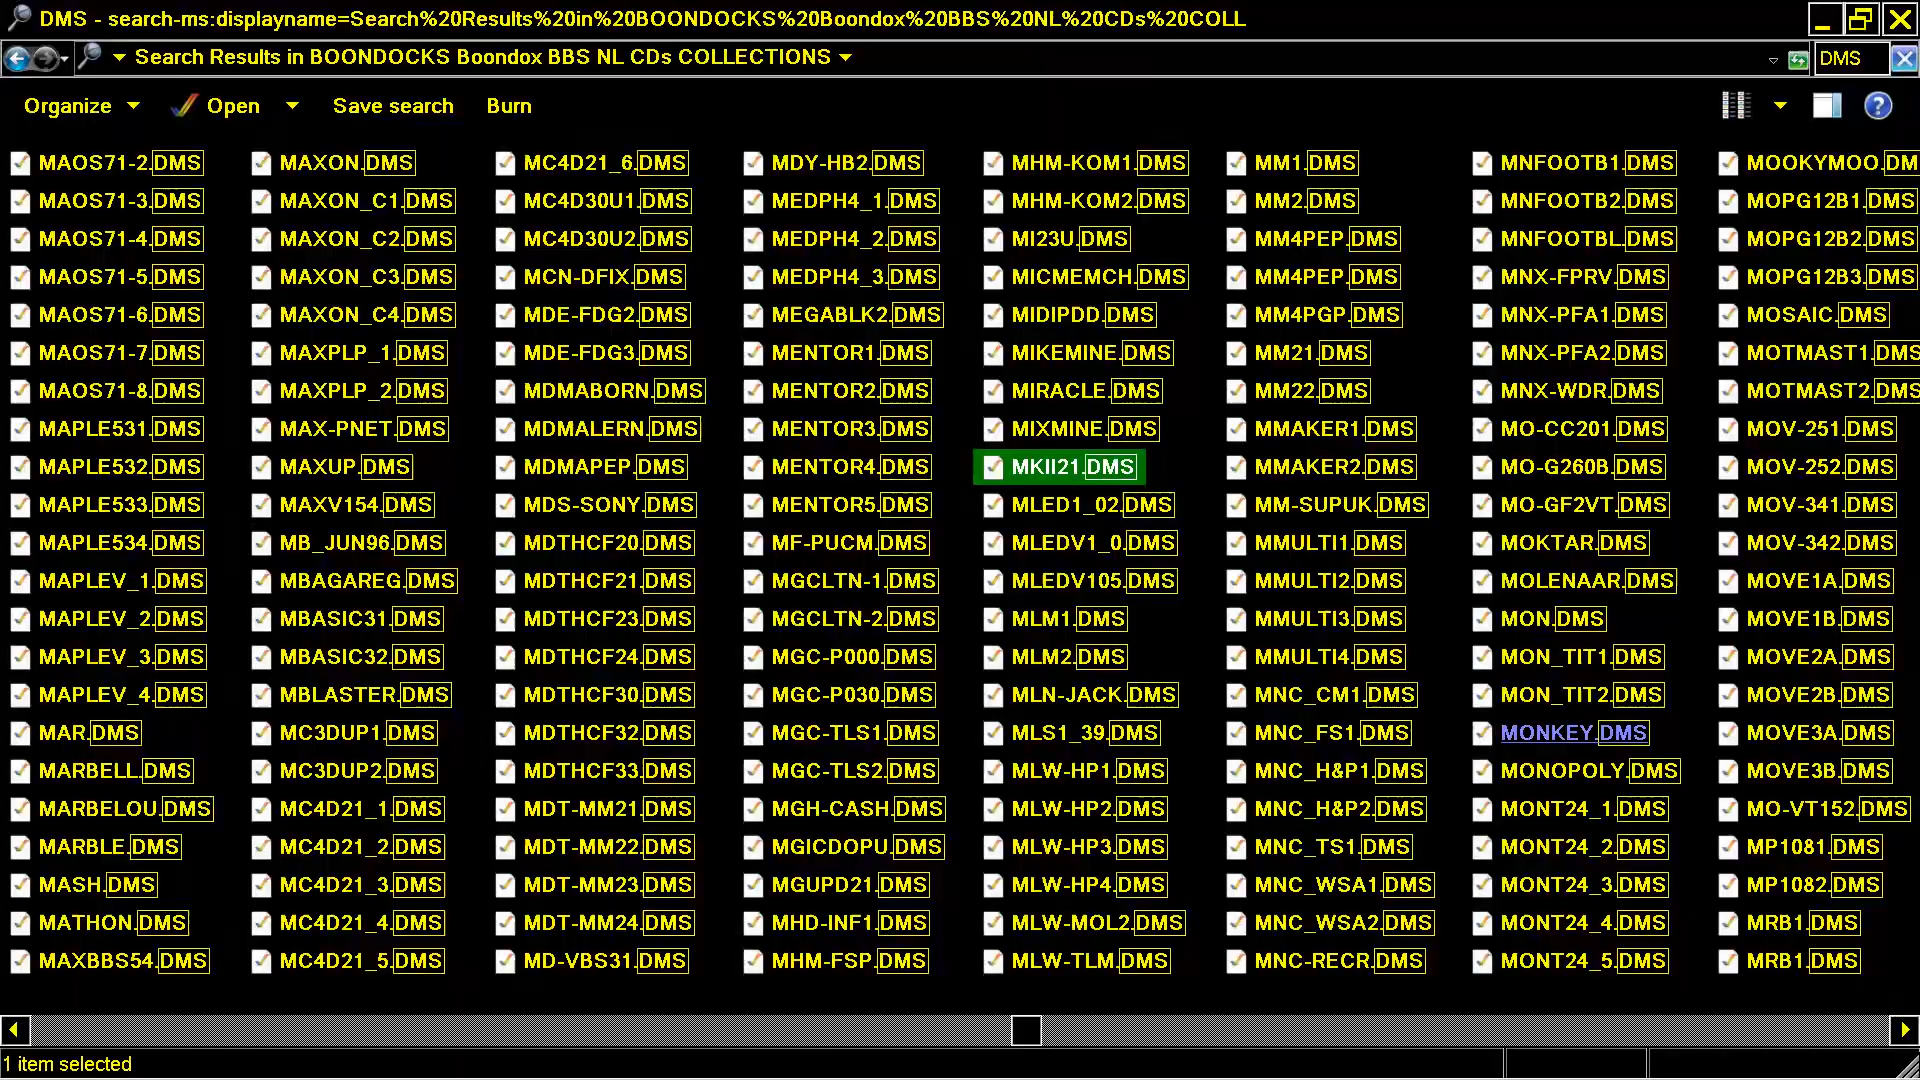 DMS - search-ms:displayname=Search%20Results%20in%20BOONDOCKS%20Boondox%20BBS%20NL%20CDs%20COLL
Search Results in BOONDOCKS Boondox BBS NL CDs COLLECTIONS DMS
Organize Open Save search Burn ?
MAOS71-2.DMS MAXON.DMS MC4D21_6.DMS MDY-HB2.DMS MHM-KOM1.DMS MM1.DMS MNFOOTB1.DMS MOOKYMOO.DM
MAOS71-3.DMS MAXON_C1.DMS MC4D30U1.DMS MEDPH4_1.DMS MHM-KOM2.DMS MM2.DMS MNFOOTB2.DMS MOPG12B1.DMS
MAOS71-4.DMS MAXON_C2.DMS MC4D30U2.DMS MEDPH4_2.DMS MI23U.DMS MM4PEP.DMS MNFOOTBL.DMS MOPG12B2.DMS
MAOS71-5.DMS MAXON_C3.DMS MCN-DFIX.DMS MEDPH4_3.DMS MICMEMCH.DMS MM4PEP.DMS MNX-FPRV.DMS MOPG12B3.DMS
MAOS71-6.DMS MAXON_C4.DMS MDE-FDG2.DMS MEGABLK2.DMS MIDIPDD.DMS MM4PGP.DMS MNX-PFA1.DMS MOSAIC.DMS
MAOS71-7.DMS MAXPLP_1.DMS MDE-FDG3.DMS MENTOR1.DMS MIKEMINE.DMS MM21.DMS MNX-PFA2.DMS MOTMAST1.DMS
MAOS71-8.DMS MAXPLP_2.DMS MDMABORN.DMS MENTOR2.DMS MIRACLE.DMS MM22.DMS MNX-WDR.DMS MOTMAST2.DMS
MAPLE531.DMS MAX-PNET.DMS MDMALERN.DMS MENTOR3.DMS MIXMINE.DMS MMAKER1.DMS MO-CC201.DMS MOV-251.DMS
MAPLE532.DMS MAXUP.DMS MDMAPEP.DMS MENTOR4.DMS MKII21.DMS MMAKER2.DMS MO-G260B.DMS MOV-252.DMS
MAPLE533.DMS MAXV154.DMS MDS-SONY.DMS MENTOR5.DMS MLED1_02.DMS MM-SUPUK.DMS MO-GF2VT.DMS MOV-341.DMS
MAPLE534.DMS MB_JUN96.DMS MDTHCF20.DMS MF-PUCM.DMS MLEDV1_0.DMS MMULTI1.DMS MOKTAR.DMS MOV-342.DMS
MAPLEV_1.DMS MBAGAREG.DMS MDTHCF21.DMS MGCLTN-1.DMS MLEDV105.DMS MMULTI2.DMS MOLENAAR.DMS MOVE1A.DMS
MAPLEV_2.DMS MBASIC31.DMS MDTHCF23.DMS MGCLTN-2.DMS MLM1.DMS MMULTI3.DMS MON.DMS MOVE1B.DMS
MAPLEV_3.DMS MBASIC32.DMS MDTHCF24.DMS MGC-P000.DMS MLM2.DMS MMULTI4.DMS MON_TIT1.DMS MOVE2A.DMS
MAPLEV_4.DMS MBLASTER.DMS MDTHCF30.DMS MGC-P030.DMS MLN-JACK.DMS MNC_CM1.DMS MON_TIT2.DMS MOVE2B.DMS
MAR.DMS MC3DUP1.DMS MDTHCF32.DMS MGC-TLS1.DMS MLS1_39.DMS MNC_FS1.DMS MONKEY.DMS MOVE3A.DMS
MARBELL.DMS MC3DUP2.DMS MDTHCF33.DMS MGC-TLS2.DMS MLW-HP1.DMS MNC_H&P1.DMS MONOPOLY.DMS MOVE3B.DMS
MARBELOU.DMS MC4D21_1.DMS MDT-MM21.DMS MGH-CASH.DMS MLW-HP2.DMS MNC_H&P2.DMS MONT24_1.DMS MO-VT152.DMS
MARBLE.DMS MC4D21_2.DMS MDT-MM22.DMS MGICDOPU.DMS MLW-HP3.DMS MNC_TS1.DMS MONT24_2.DMS MP1081.DMS
MASH.DMS MC4D21_3.DMS MDT-MM23.DMS MGUPD21.DMS MLW-HP4.DMS MNC_WSA1.DMS MONT24_3.DMS MP1082.DMS
MATHON.DMS MC4D21_4.DMS MDT-MM24.DMS MHD-INF1.DMS MLW-MOL2.DMS MNC_WSA2.DMS MONT24_4.DMS MRB1.DMS
MAXBBS54.DMS MC4D21_5.DMS MD-VBS31.DMS MHM-FSP.DMS MLW-TLM.DMS MNC-RECR.DMS MONT24_5.DMS MRB1.DMS
1 item selected